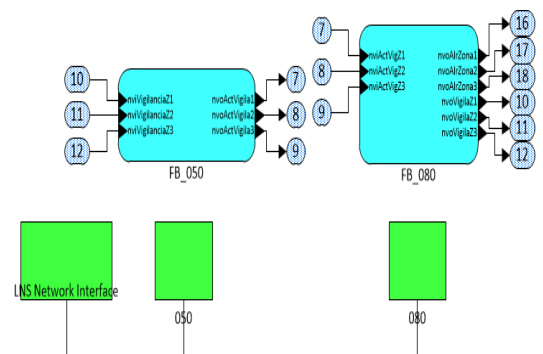 16
7
17
nviActVigZ1 nvoAlrZona1
8
nviActVigZ2 nvoAlrZona2
18
10
7
nviActVigZ3 nvoAlrZona3
nviVigilanciaZ1 nvoActVigila1
nvoVigilaZ1
10
9
11
nviVigilanciaZ2 nvoActVigila2
8
nvoVigilaZ2
11
12
nviVigilanciaZ3 nvoActVigila3
9
nvoVigilaZ3
12
FB_050
FB_080
LNS Network Interface
050
080